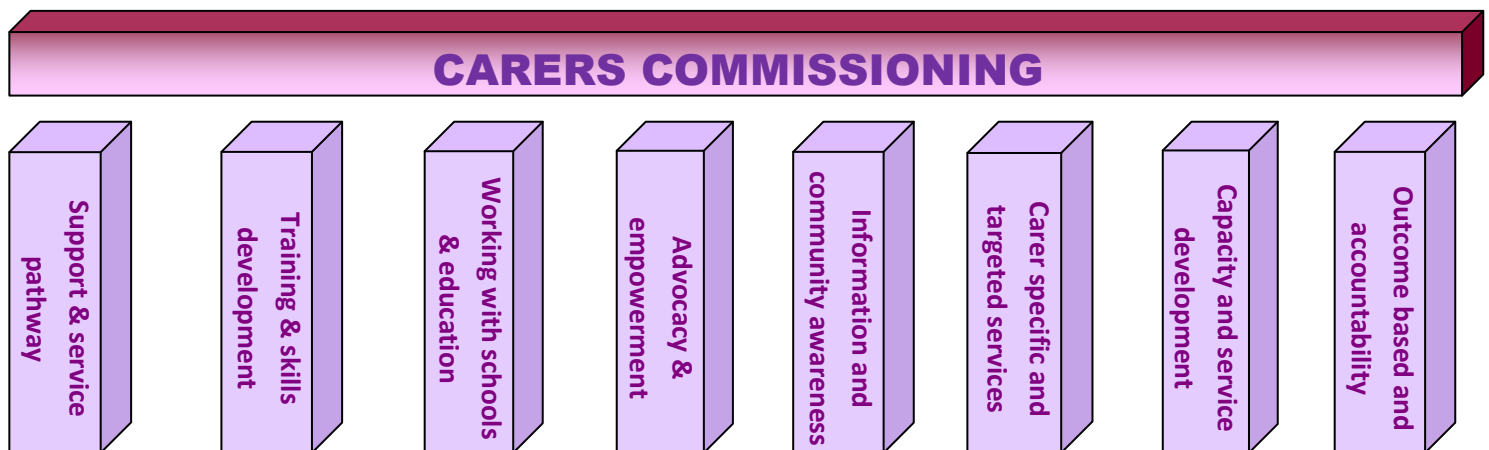 CARERS COMMISSIONING
Support & service
pathway
Training & skills
development
Working with schools
& education
Advocacy &
empowerment
Information and
community awareness
Carer specific and
targeted services
Capacity and service
development
Outcome based and
accountability